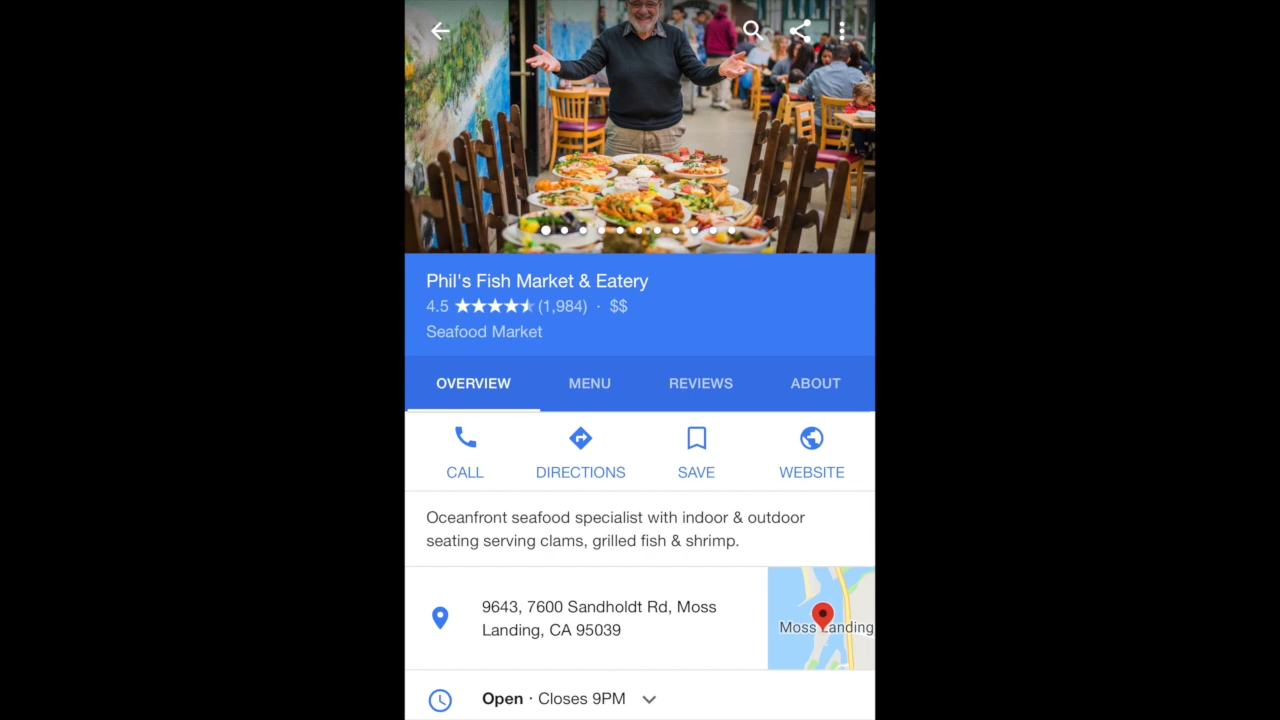 Phil's Fish Market & Eatery
4.5 (1,984) · $$
Seafood Market
OVERVIEW MENU REVIEWS ABOUT
CALL DIRECTIONS SAVE WEBSITE
Oceanfront seafood specialist with indoor & outdoor
seating serving clams, grilled fish & shrimp.
9643, 7600 Sandholdt Rd, Moss
Landing, CA 95039
Moss Landing
Open · Closes 9PM